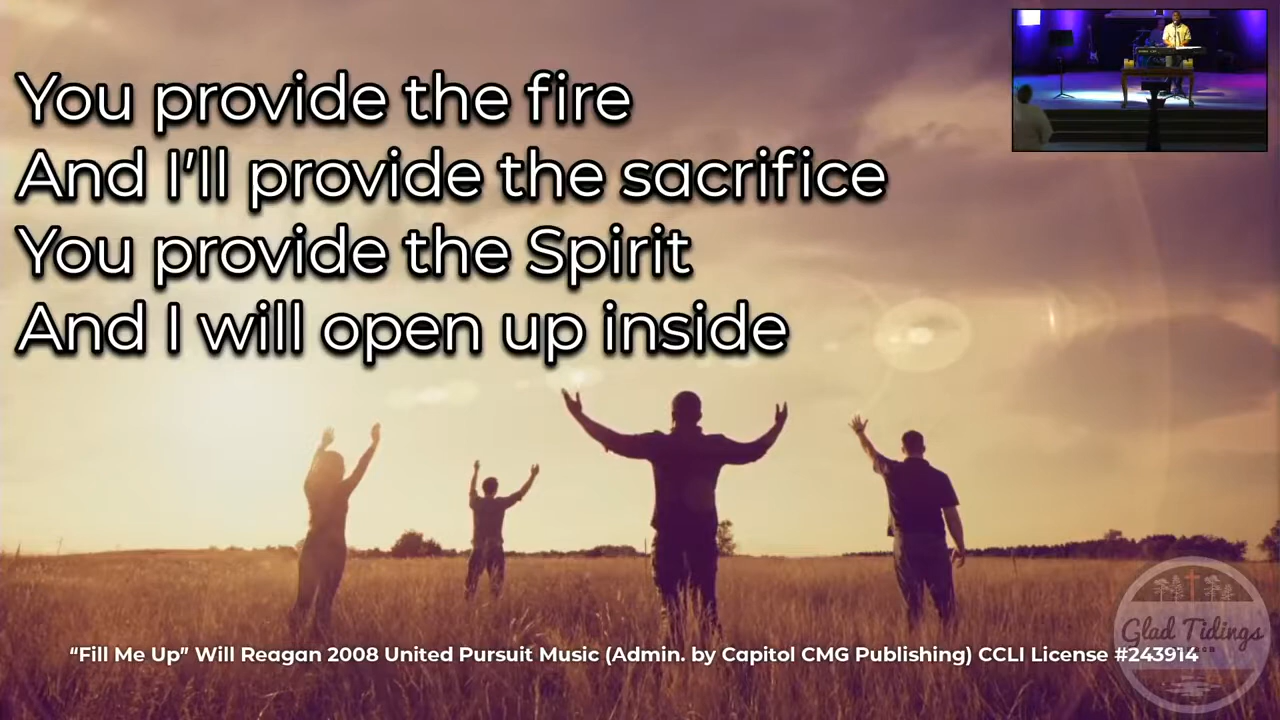 You provide the fire
And I'll provide the sacrifice
You provide the Spirit
And I will open up inside
"Fill Me Up" Will Reagan 2008 United Pursuit Music (Admin. by Capitol CMG Publishing) CCLI License #243914
Glad Tidings